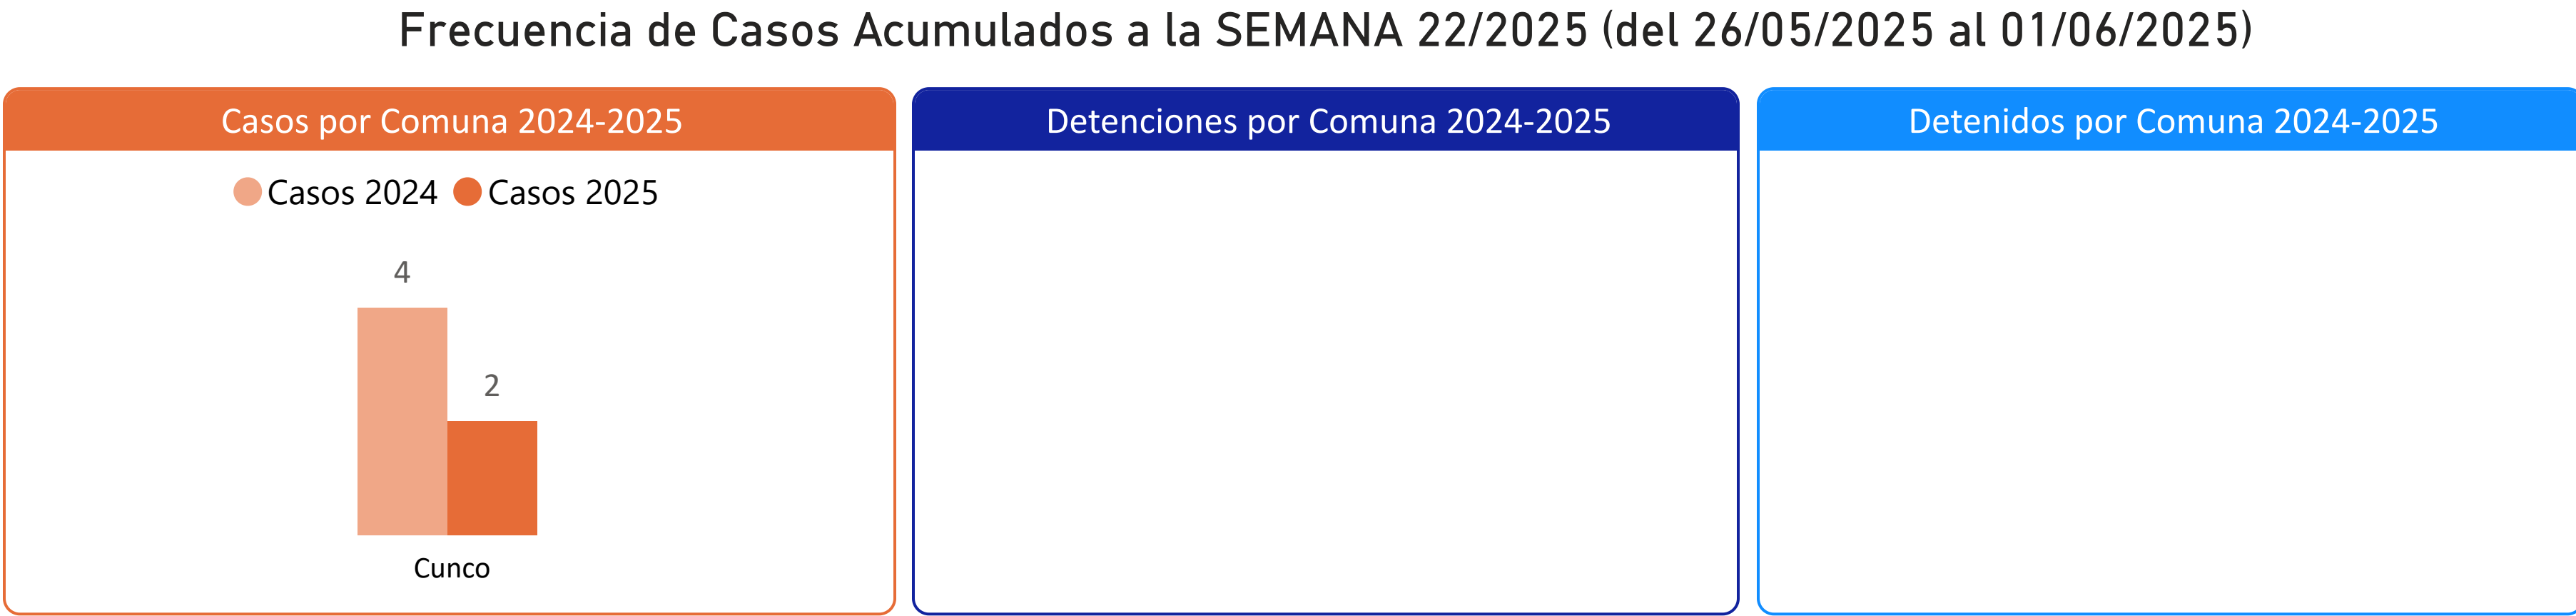 Frecuencia de Casos Acumulados a la SEMANA 22/2025 (del 26/05/2025 al 01/06/2025)
Casos por Comuna 2024-2025
Casos 2024 Casos 2025
4
2
Cunco
Detenciones por Comuna 2024-2025
Detenidos por Comuna 2024-2025